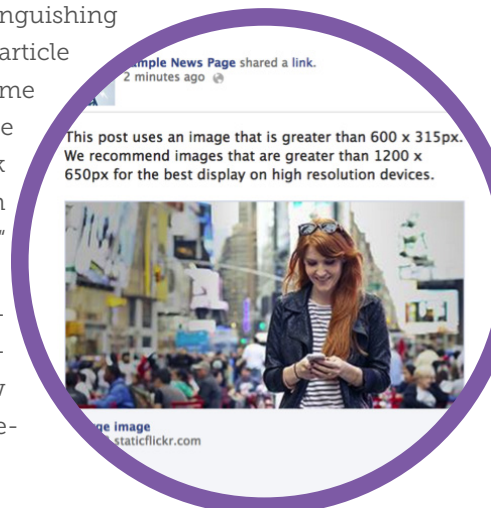 nguishing
article
me
mple News Page shared a link.
2 minutes ago
This post uses an image that is greater than 600 x 315px.
We recommend images that are greater than 1200 x
650px for the best display on high resolution devices.
ge image
staticflickr.com